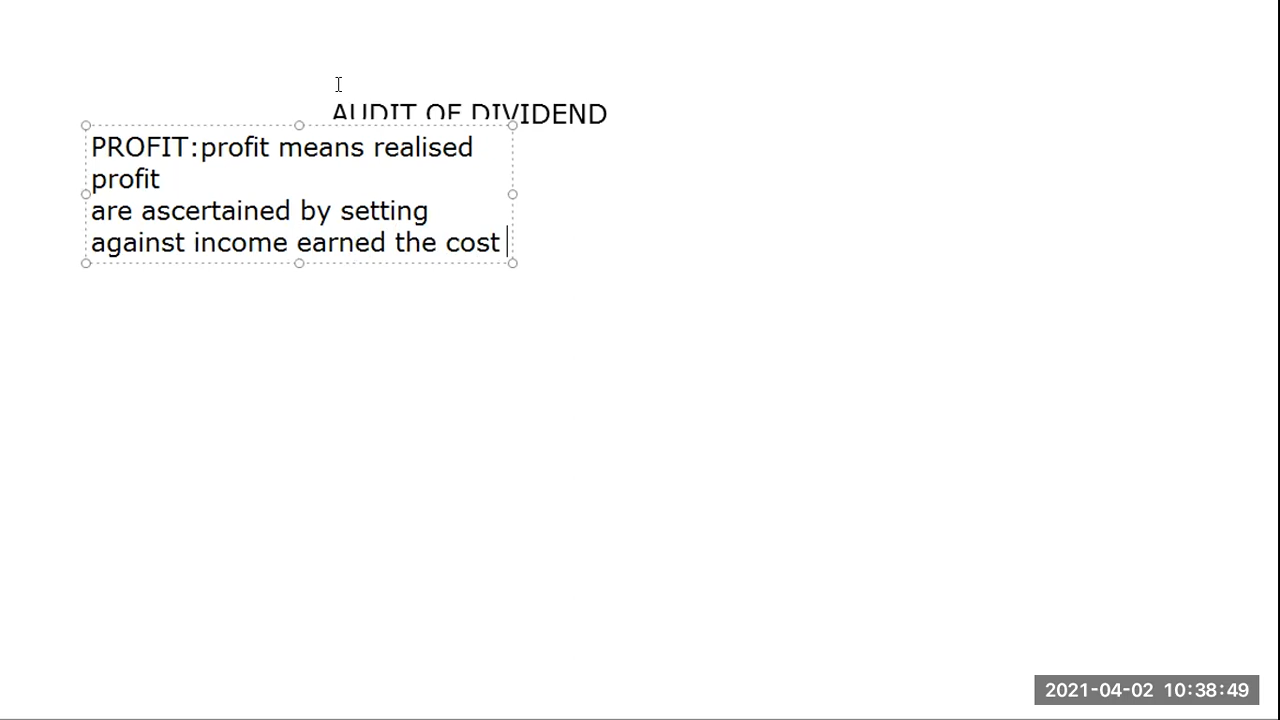 AUDIT OF DIVIDEND
PROFIT:profit means realised
profit
are ascertained by setting
against income earned the cost
2021-04-02 10:38:49